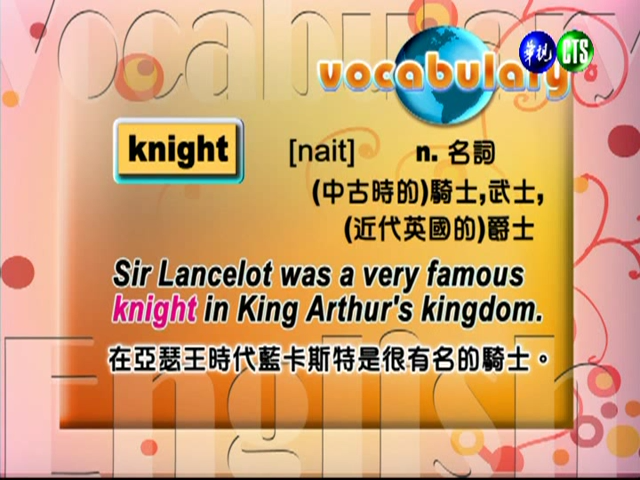 Vocabulary
華視 CTS
vocabulary
knight [nait] n. 名詞
(中古時的)騎士,武士,
(近代英國的)爵士
Sir Lancelot was a very famous
knight in King Arthur's kingdom.
在亞瑟王時代藍卡斯特是很有名的騎士。
English